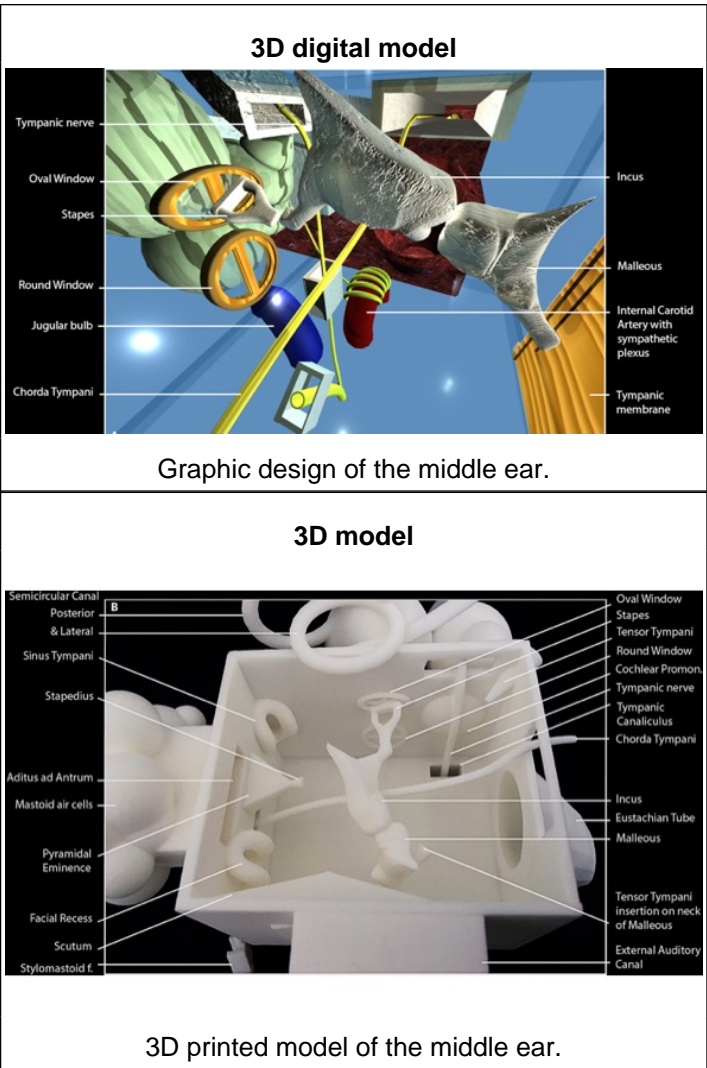 3D digital model
Tympanic nerve
Oval Window
Stapes
Round Window
Jugular bulb
Chorda Tympani
Incus
Malleous
Internal Carotid
Artery with
sympathetic
plexus
Tympanic
membrane
Graphic design of the middle ear.
3D model
B
Semicircular Canal
Posterior
& Lateral
Sinus Tympani
Stapedius
Aditus ad Antrum
Mastoid air cells
Pyramidal
Eminence
Facial Recess
Scutum
Stylomastoid f.
Oval Window
Stapes
Tensor Tympani
Round Window
Cochlear Promon.
Tympanic nerve
Tympanic
Canaliculus
Chorda Tympani
Incus
Eustachian Tube
Malleous
Tensor Tympani
insertion on neck
of Malleous
External Auditory
Canal
3D printed model of the middle ear.